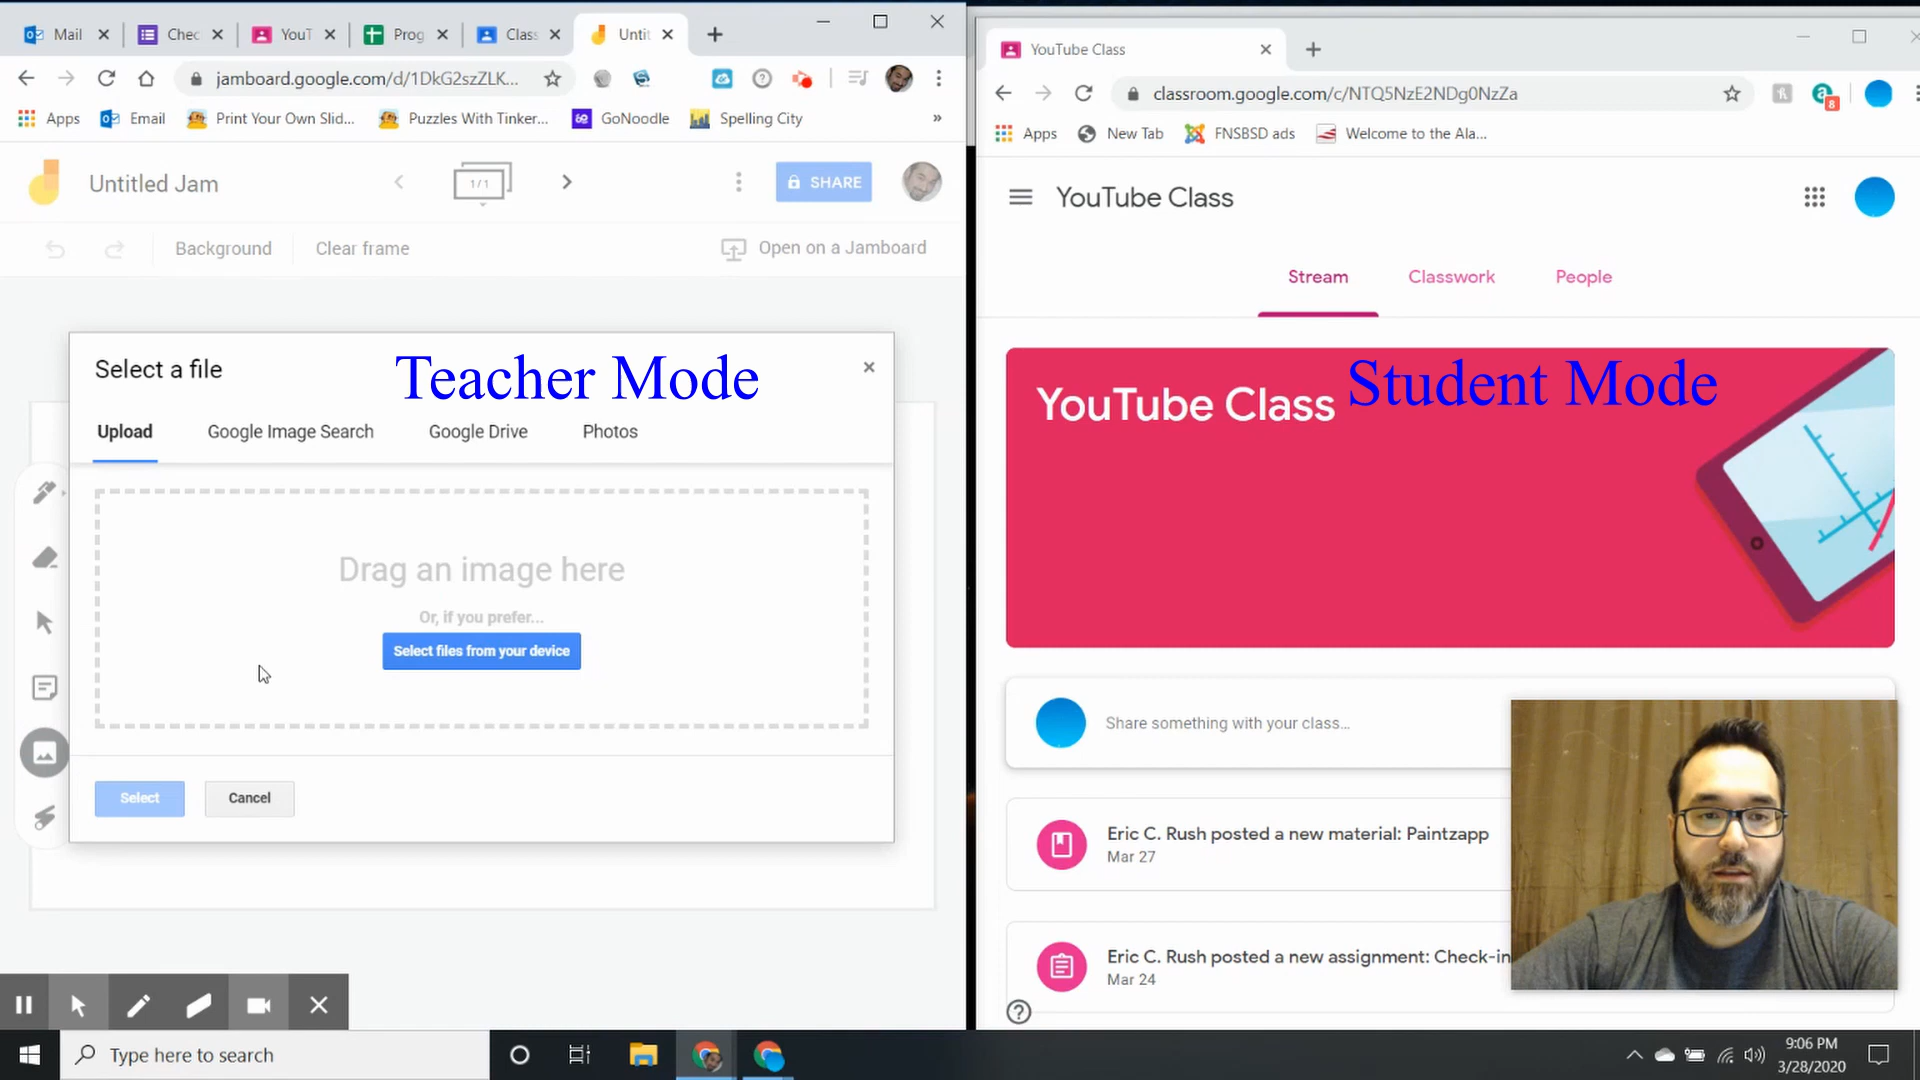 Mail
Chec
YouT
Prog
Class
Untit
jamboard.google.com/d/1DkG2szZLK...
Apps
Email
Print Your Own Slid...
Puzzles With Tinker...
GoNoodle
Spelling City
»
Untitled Jam
1/1
SHARE
Background
Clear frame
Open on a Jamboard
Select a file
Teacher Mode
Upload
Google Image Search
Google Drive
Photos
Drag an image here
Or, if you prefer...
Select files from your device
Select
Cancel
YouTube Class
classroom.google.com/c/NTQ5NzE2NDg0NzZa
8
Apps
New Tab
FNSBSD ads
Welcome to the Ala...
YouTube Class
Stream
Classwork
People
YouTube Class
Student Mode
Share something with your class...
Eric C. Rush posted a new material: Paintzapp
Mar 27
Eric C. Rush posted a new assignment: Check-in
Mar 24
Type here to search
9:06 PM
3/28/2020